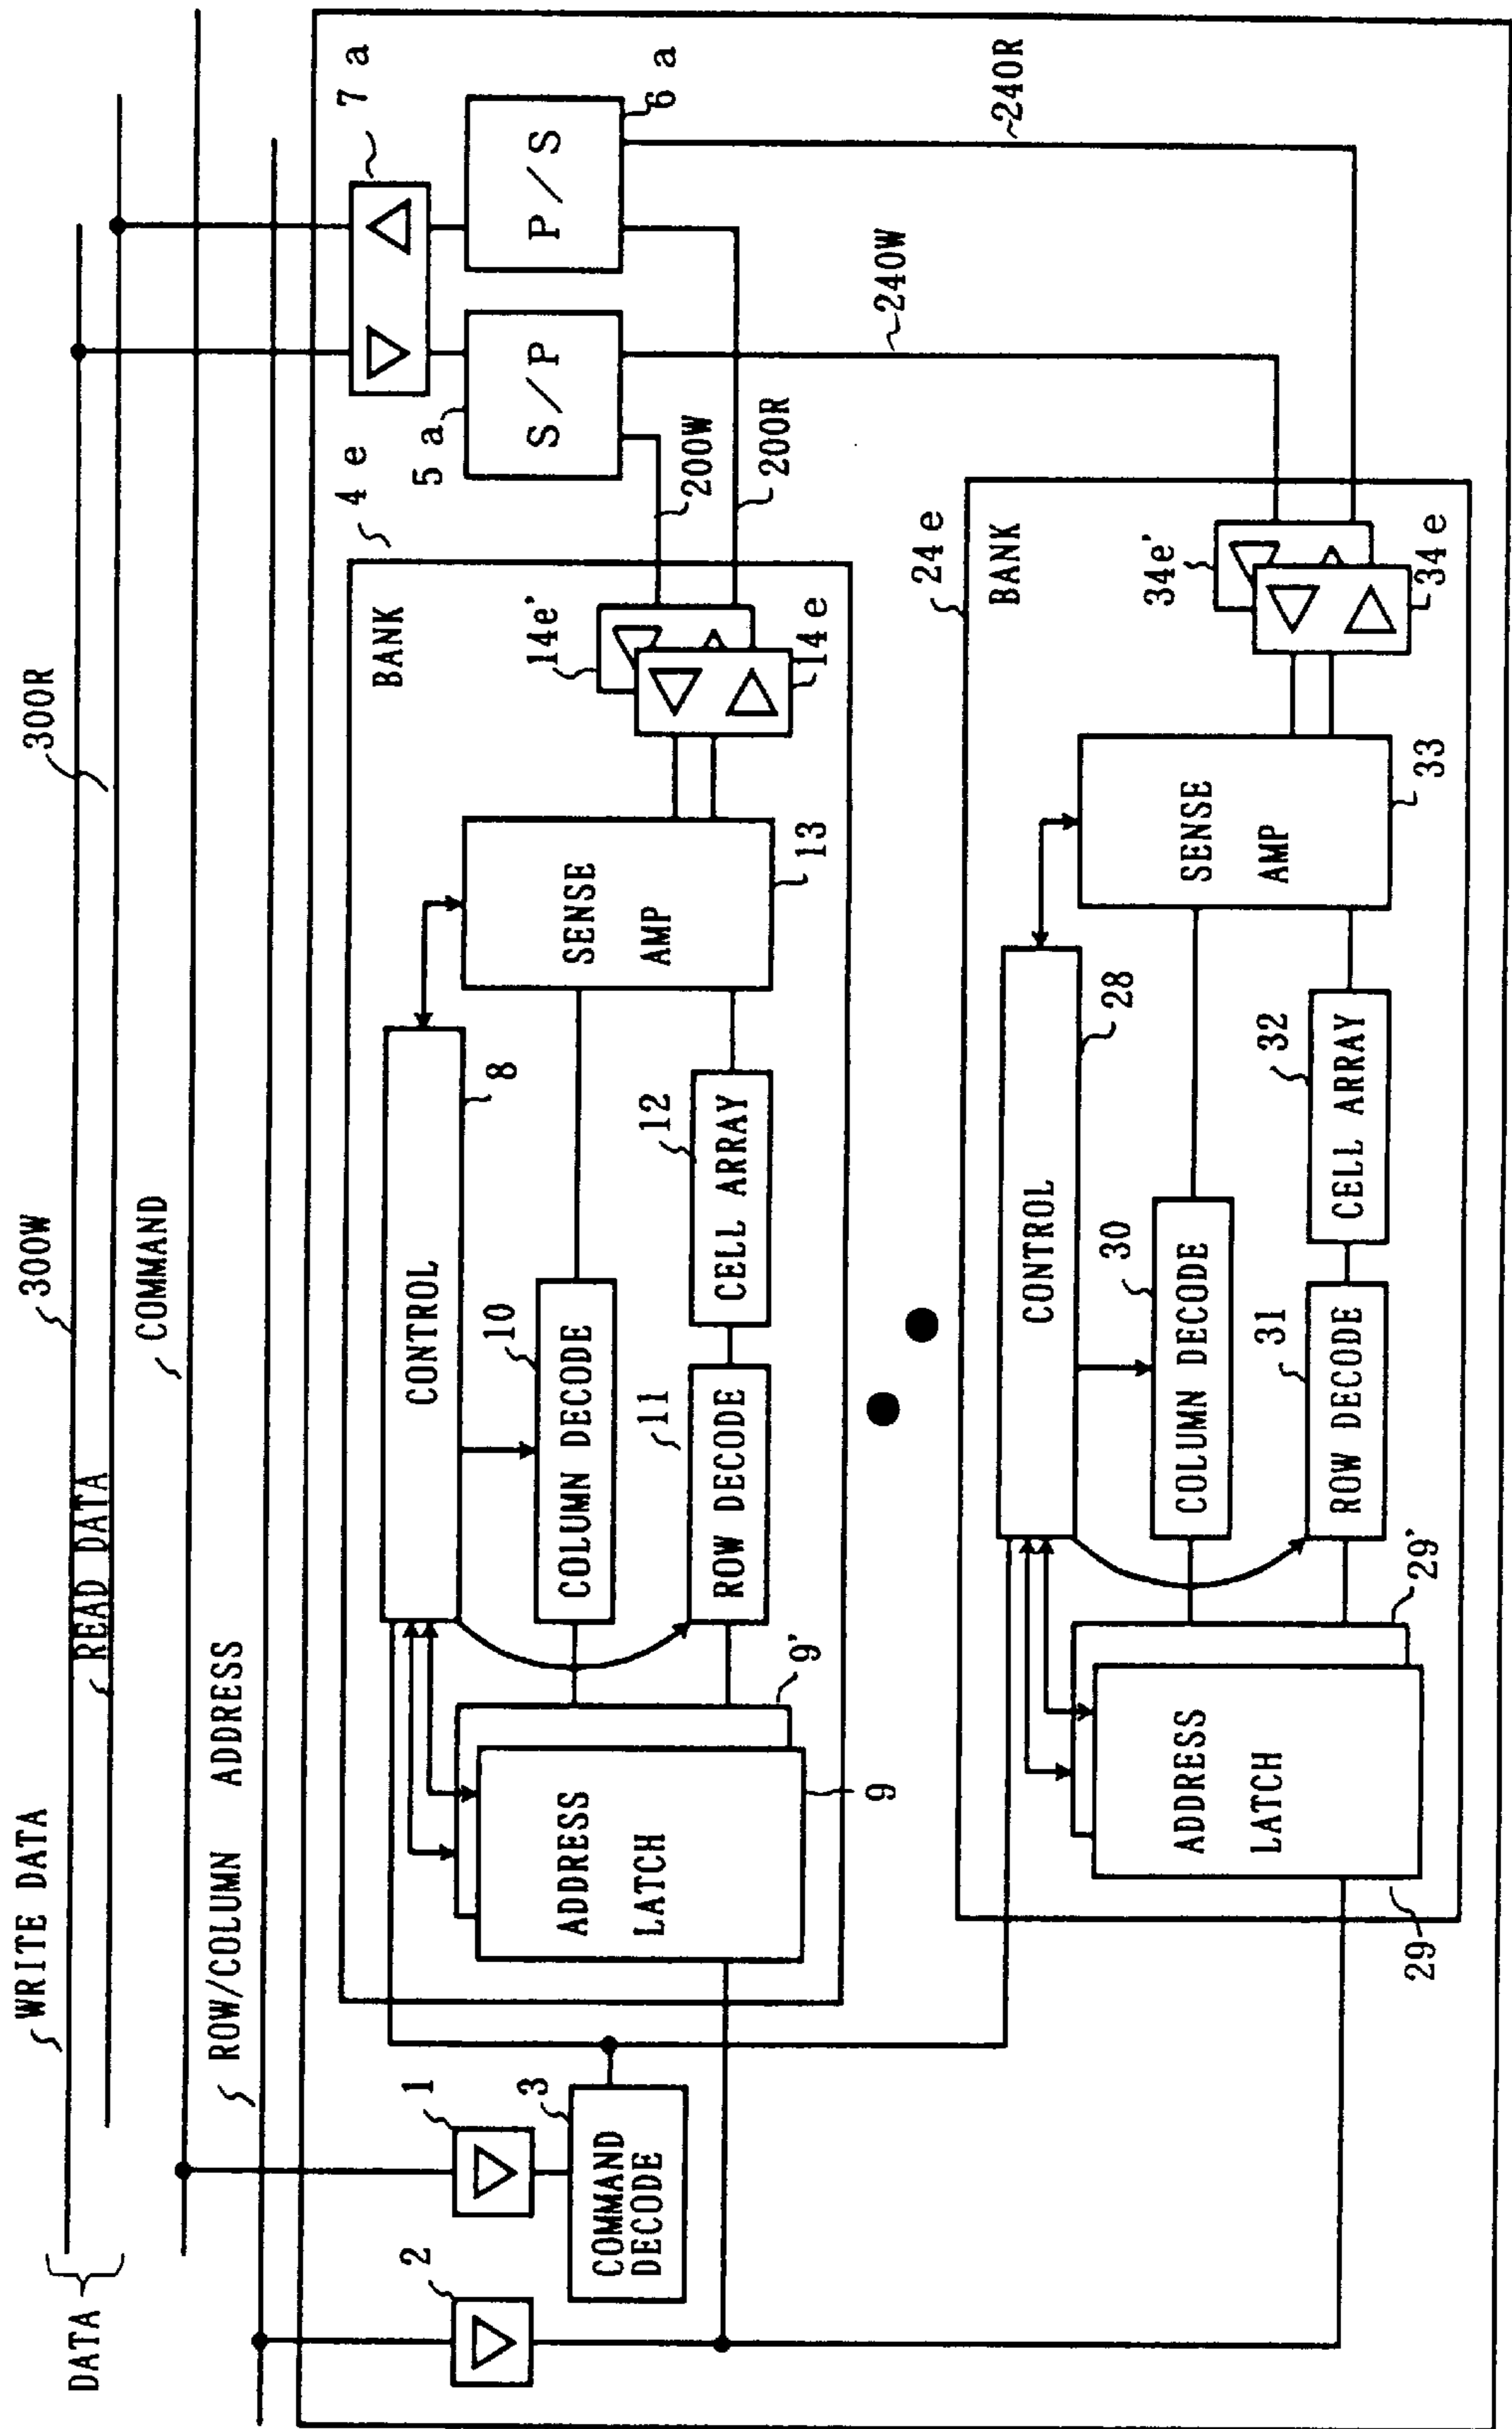 DATA
WRITE DATA
300W
300R
READ DATA
COMMAND
ROW/COLUMN ADDRESS
2
1
3
COMMAND
DECODE
4e
BANK
CONTROL
8
ADDRESS
LATCH
9
9'
10
COLUMN DECODE
11
ROW DECODE
12
CELL ARRAY
SENSE
AMP
13
14e'
14e
200W
200R
5a
S/P
7a
P/S
6a
240W
240R
24e
BANK
CONTROL
28
ADDRESS
LATCH
29
29'
30
COLUMN DECODE
31
ROW DECODE
32
CELL ARRAY
SENSE
AMP
33
34e'
34e